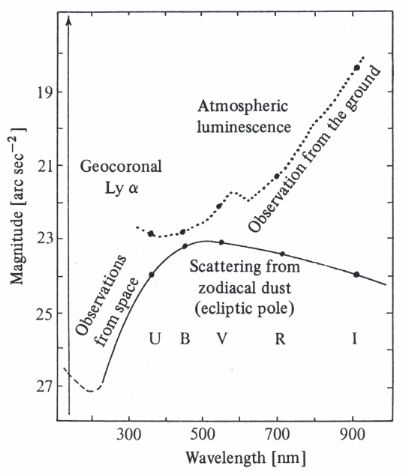 Magnitude [arc sec⁻²]
19
21
23
25
27
Geocoronal
Ly α
Atmospheric
luminescence
Observation from the ground
Observations
from space
Scattering from
zodiacal dust
(ecliptic pole)
U B V R I
300 500 700 900
Wavelength [nm]